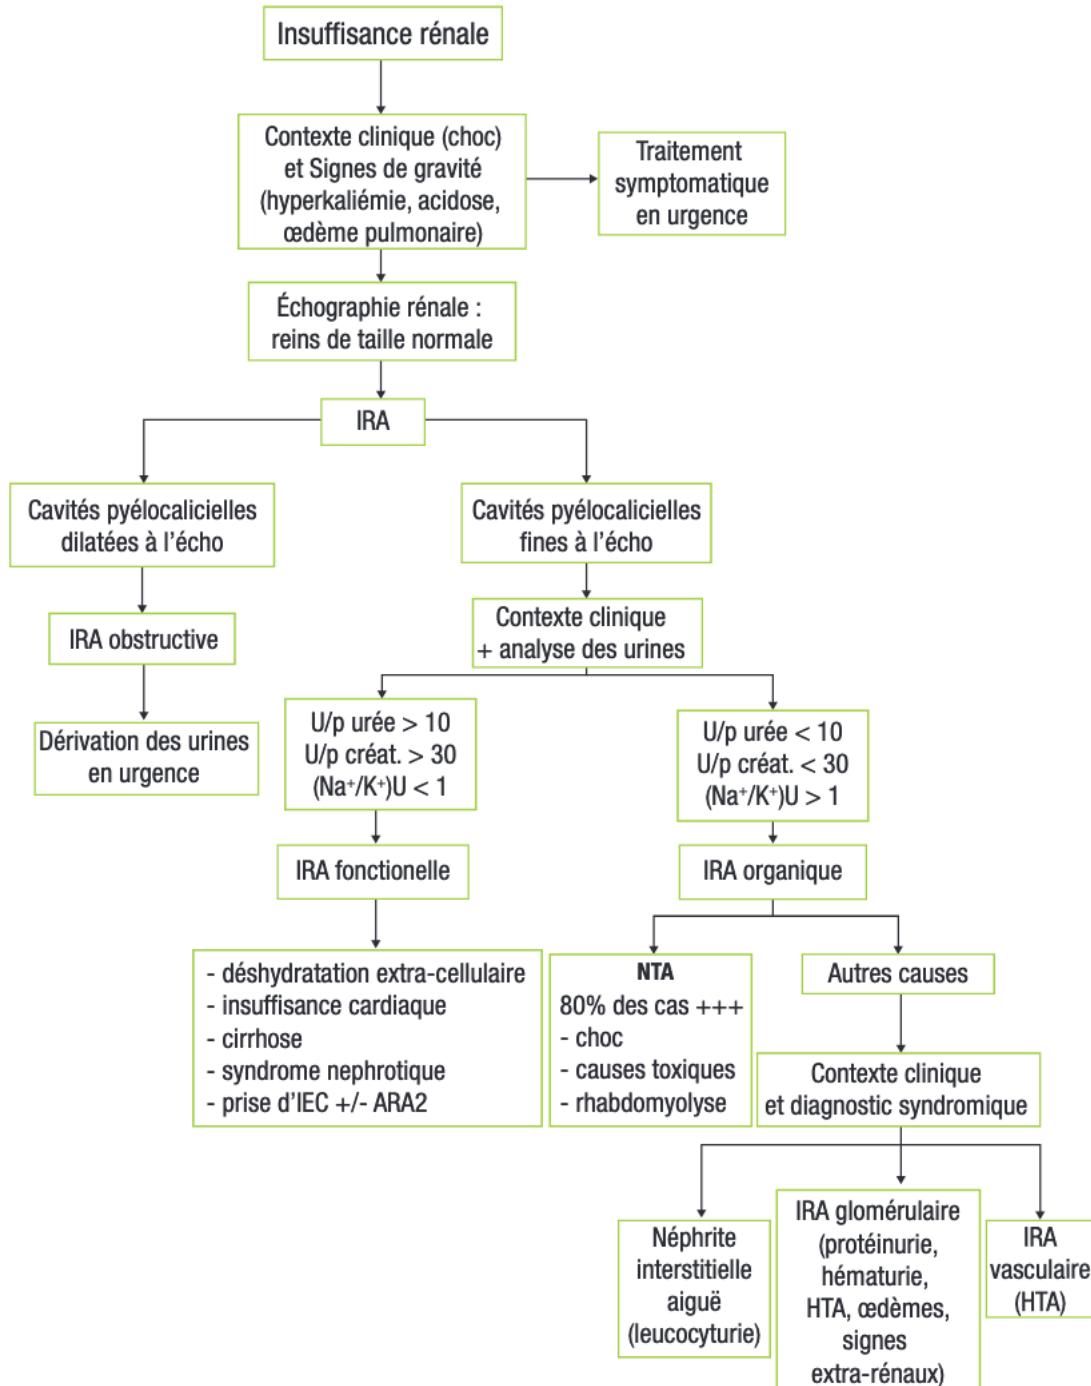 Insuffisance rénale
Contexte clinique (choc)
et Signes de gravité
(hyperkaliémie, acidose,
œdème pulmonaire)
Traitement
symptomatique
en urgence
Échographie rénale :
reins de taille normale
IRA
Cavités pyélocalicielles
dilatées à l'écho
Cavités pyélocalicielles
fines à l'écho
IRA obstructive
Contexte clinique
+ analyse des urines
Dérivation des urines
en urgence
U/p urée > 10
U/p créat. > 30
(Na⁺/K⁺)U < 1
U/p urée < 10
U/p créat. < 30
(Na⁺/K⁺)U > 1
IRA fonctionelle
IRA organique
- déshydratation extra-cellulaire
- insuffisance cardiaque
- cirrhose
- syndrome nephrotique
- prise d'IEC +/- ARA2
NTA
80% des cas +++
- choc
- causes toxiques
- rhabdomyolyse
Autres causes
Contexte clinique
et diagnostic syndromique
Néphrite
interstitielle
aiguë
(leucocyturie)
IRA glomérulaire
(protéinurie,
hématurie,
HTA, œdèmes,
signes
extra-rénaux)
IRA
vasculaire
(HTA)